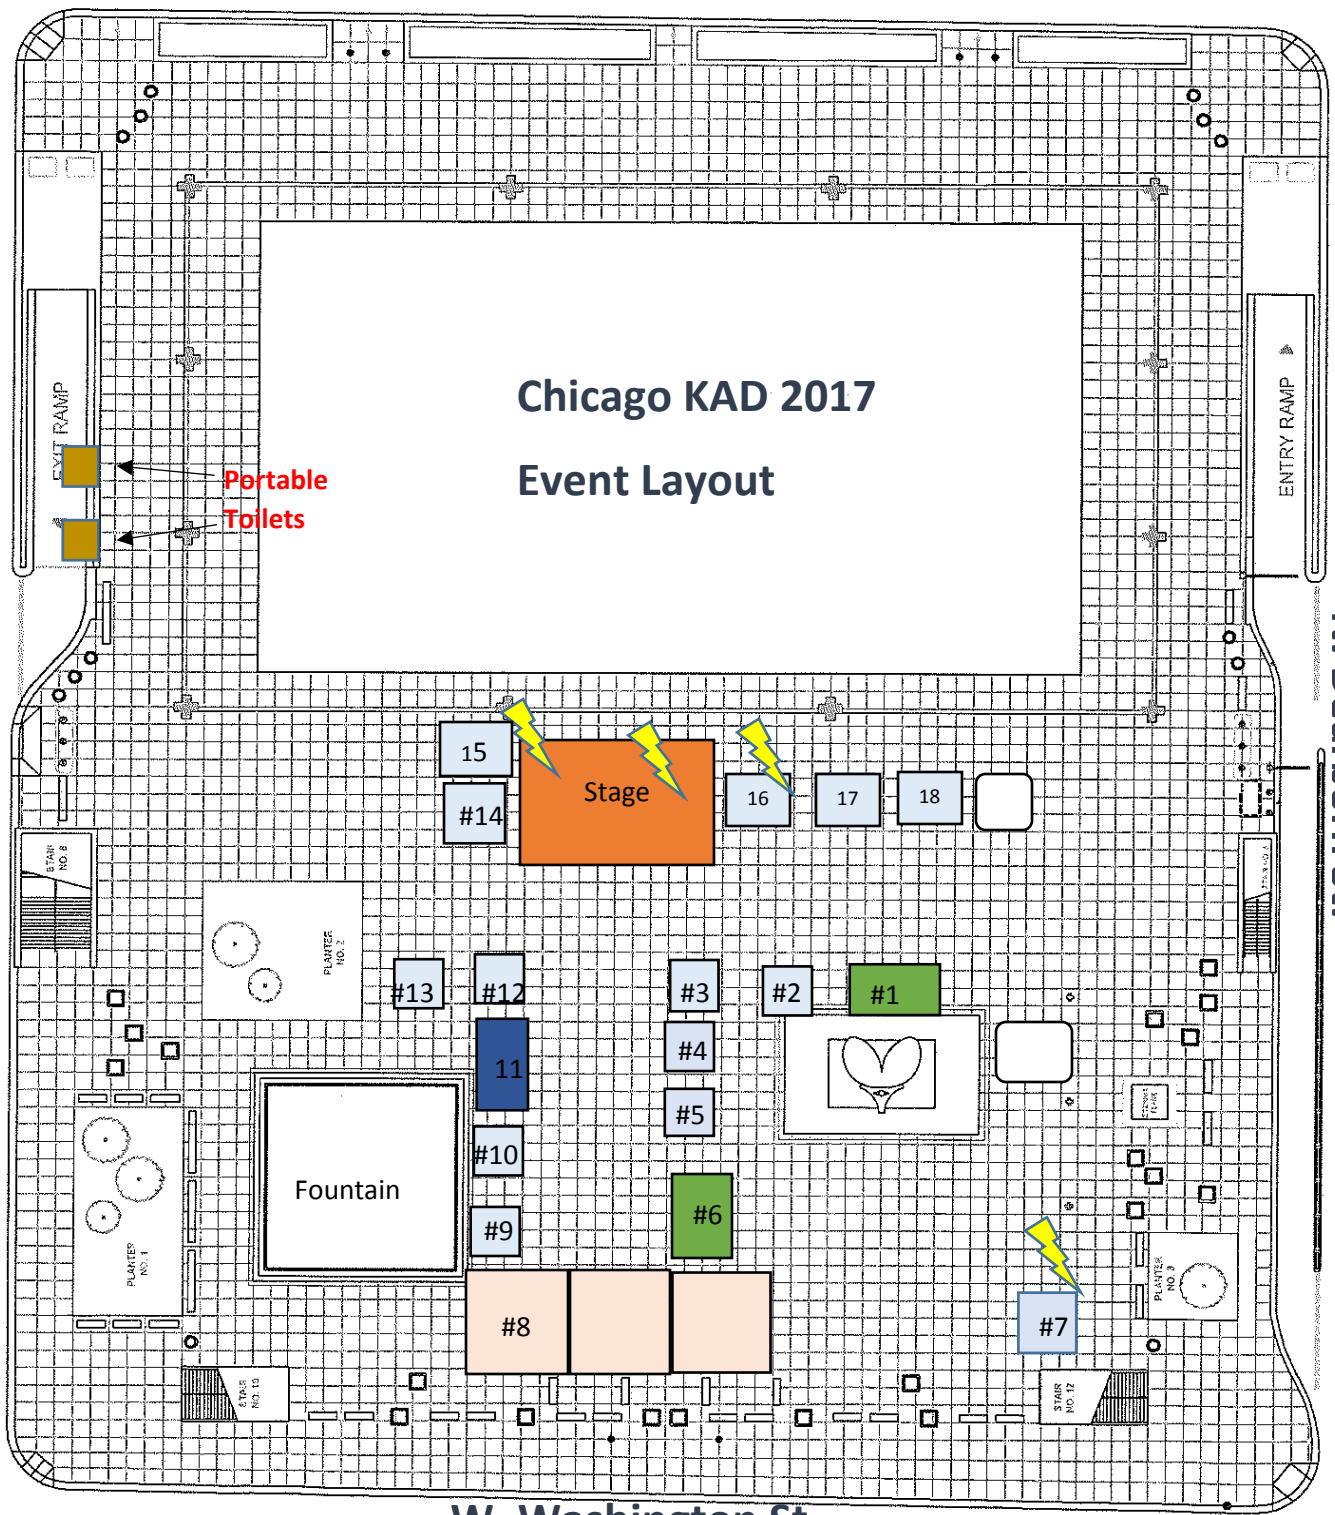 EXIT RAMP
ENTRY RAMP
Chicago KAD 2017
Event Layout
Portable
Toilets
15
#14
Stage
16
17
18
STAIR
NO. 8
PLANTER
NO. 2
#13
#12
#3
#2
#1
11
#4
#5
#10
Fountain
#9
#6
PLANTER
NO. 1
PLANTER
NO. 3
#8
#7
STAIR
NO. 10
STAIR
NO. 12
W. Washington St